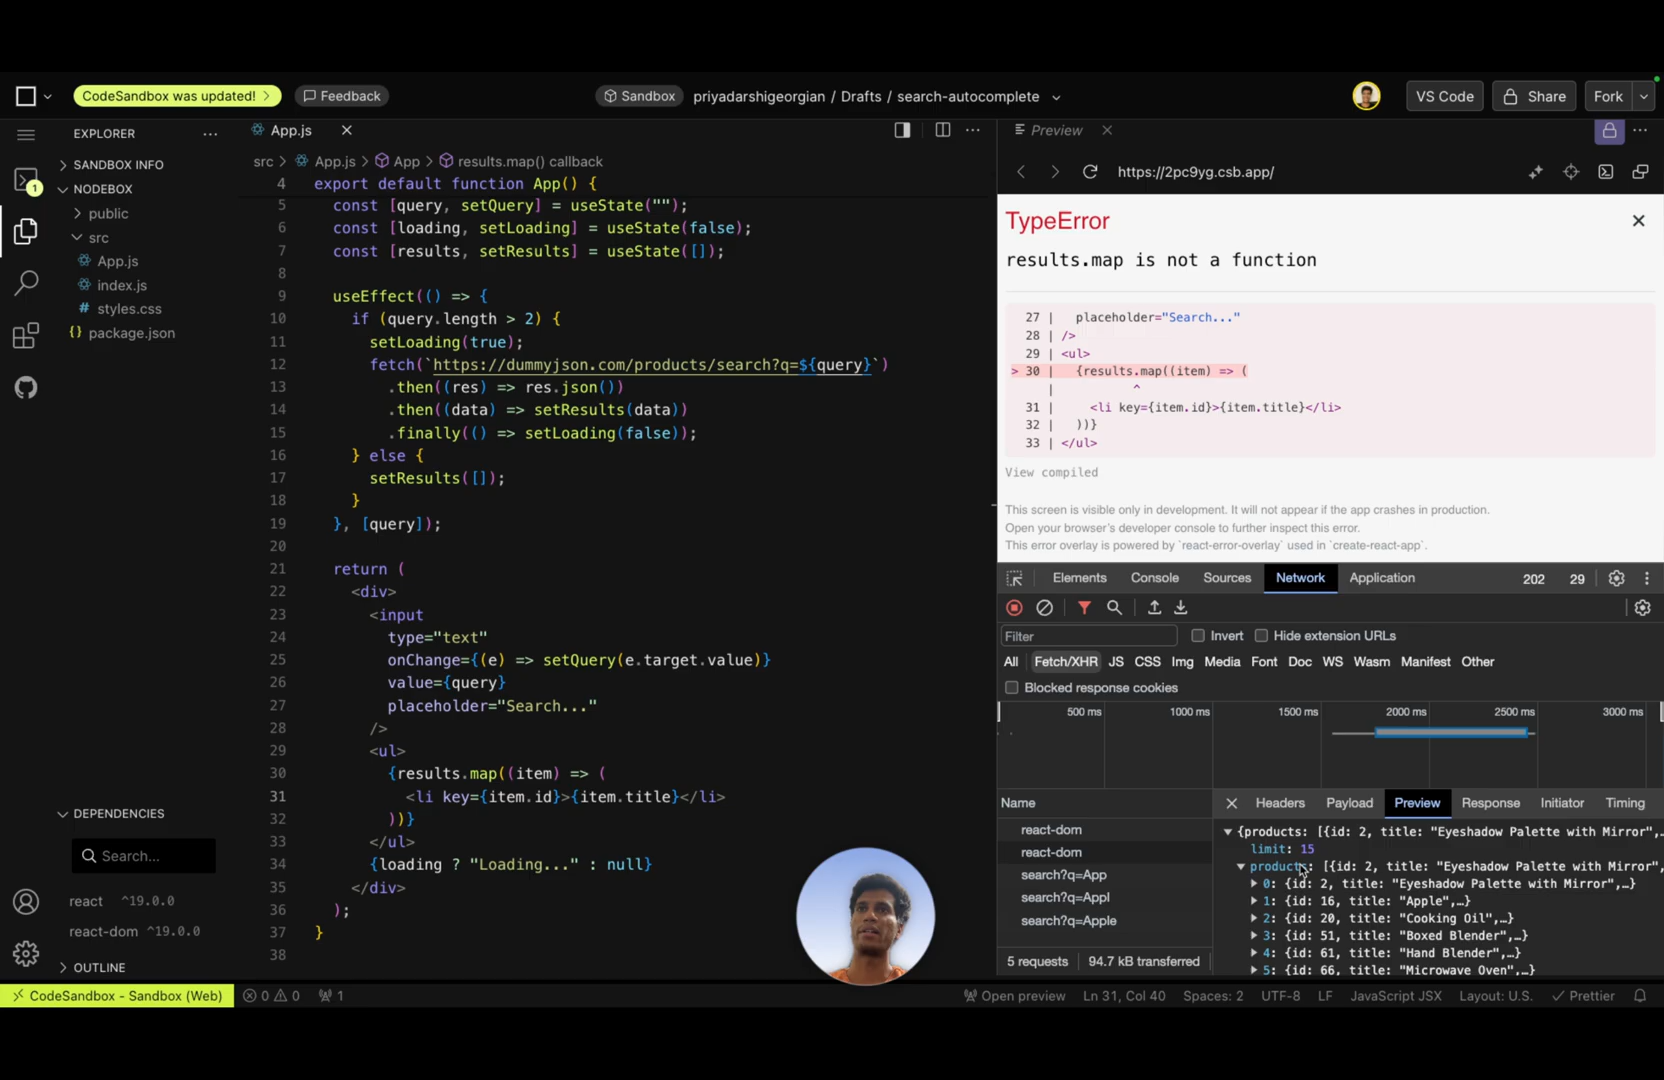 CodeSandbox was updated! >
Feedback
Sandbox
priyadarshigeorgian / Drafts / search-autocomplete
VS Code
Share
Fork
EXPLORER
...
1
SANDBOX INFO
NODEBOX
public
src
App.js
index.js
# styles.css
{} package.json
DEPENDENCIES
Search...
react ^19.0.0
react-dom ^19.0.0
OUTLINE
App.js
src > App.js > App > results.map() callback
4 export default function App() {
5 const [query, setQuery] = useState("");
6 const [loading, setLoading] = useState(false);
7 const [results, setResults] = useState([]);
8
9 useEffect(() => {
10 if (query.length > 2) {
11 setLoading(true);
12 fetch(`https://dummyjson.com/products/search?q=${query}`)
13 .then((res) => res.json())
14 .then((data) => setResults(data))
15 .finally(() => setLoading(false));
16 } else {
17 setResults([]);
18 }
19 }, [query]);
20
21 return (
22 <div>
23 <input
24 type="text"
25 onChange={(e) => setQuery(e.target.value)}
26 value={query}
27 placeholder="Search..."
28 />
29 <ul>
30 {results.map((item) => (
31 <li key={item.id}>{item.title}</li>
32 ))}
33 </ul>
34 {loading ? "Loading..." : null}
35 </div>
36 );
37 }
38
Preview
https://2pc9yg.csb.app/
TypeError
results.map is not a function
27 | placeholder="Search..."
28 | />
29 | <ul>
> 30 | {results.map((item) => (
| ^
31 | <li key={item.id}>{item.title}</li>
32 | ))}
33 | </ul>
View compiled
This screen is visible only in development. It will not appear if the app crashes in production.
Open your browser's developer console to further inspect this error.
This error overlay is powered by `react-error-overlay` used in `create-react-app`.
Elements Console Sources Network Application 202 29
Filter Invert Hide extension URLs
All Fetch/XHR JS CSS Img Media Font Doc WS Wasm Manifest Other
Blocked response cookies
500 ms 1000 ms 1500 ms 2000 ms 2500 ms 3000 ms
Name
react-dom
react-dom
search?q=App
search?q=Appl
search?q=Apple
5 requests 94.7 kB transferred
Headers Payload Preview Response Initiator Timing
{products: [{id: 2, title: "Eyeshadow Palette with Mirror",…
limit: 15
products: [{id: 2, title: "Eyeshadow Palette with Mirror",
0: {id: 2, title: "Eyeshadow Palette with Mirror",…}
1: {id: 16, title: "Apple",…}
2: {id: 20, title: "Cooking Oil",…}
3: {id: 51, title: "Boxed Blender",…}
4: {id: 61, title: "Hand Blender",…}
5: {id: 66, title: "Microwave Oven",…}
CodeSandbox - Sandbox (Web)
0 0
1
Open preview
Ln 31, Col 40
Spaces: 2
UTF-8
LF
JavaScript JSX
Layout: U.S.
Prettier